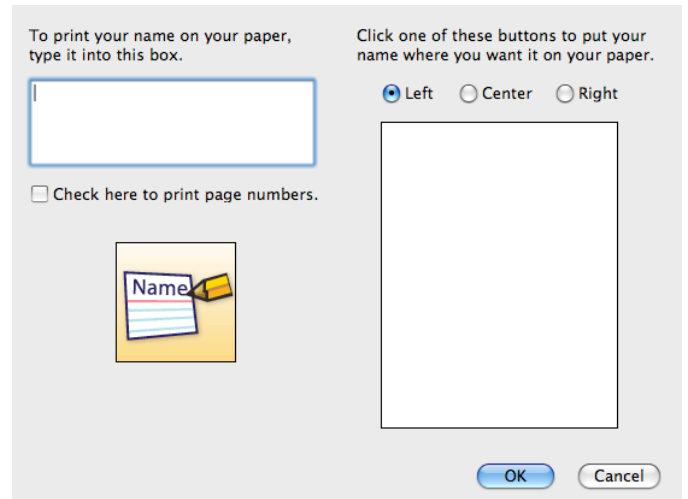 To print your name on your paper,
type it into this box.
Check here to print page numbers.
Name
Click one of these buttons to put your
name where you want it on your paper.
Left Center Right
OK Cancel